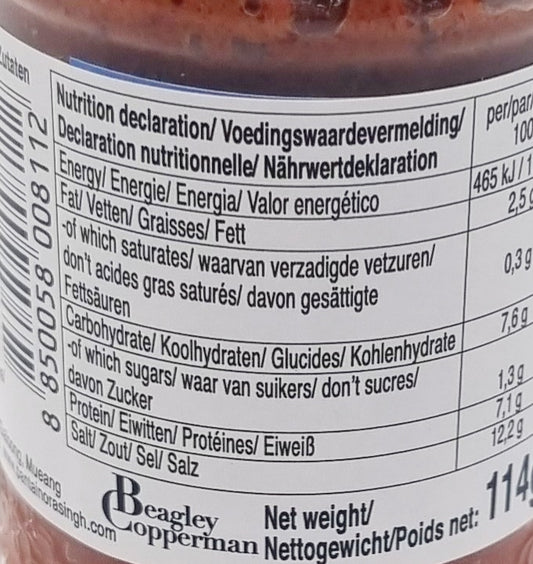 Zutaten
8 850058 008112
Nutrition declaration/ Voedingswaardevermelding/ per/par/
Declaration nutritionnelle/ Nährwertdeklaration 100
Energy/ Energie/ Energia/ Valor energético 465 kJ / 1
Fat/ Vetten/ Graisses/ Fett 2,5g
-of which saturates/ waarvan verzadigde vetzuren/
don't acides gras saturés/ davon gesättigte 0,3 g
Fettsäuren
Carbohydrate/ Koolhydraten/ Glucides/ Kohlenhydrate 7,6 g
-of which sugars/ waar van suikers/ don't sucres/
davon Zucker 1,3 g
Protein/ Eiwitten/ Protéines/ Eiweiß 7,1 g
Salt/ Zout/ Sel/ Salz 12,2 g
Mueang
Beagley
Copperman
Net weight/
Nettogewicht/Poids net: 114g